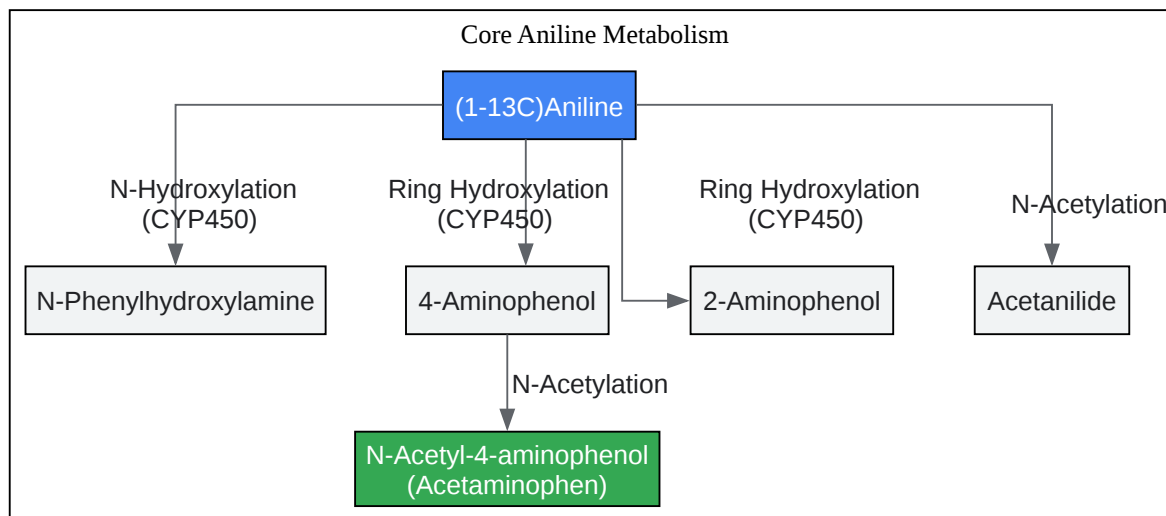 Core Aniline Metabolism
(1-13C)Aniline
N-Hydroxylation
(CYP450)
Ring Hydroxylation
(CYP450)
Ring Hydroxylation
(CYP450)
N-Acetylation
N-Phenylhydroxylamine
4-Aminophenol
2-Aminophenol
Acetanilide
N-Acetylation
N-Acetyl-4-aminophenol
(Acetaminophen)